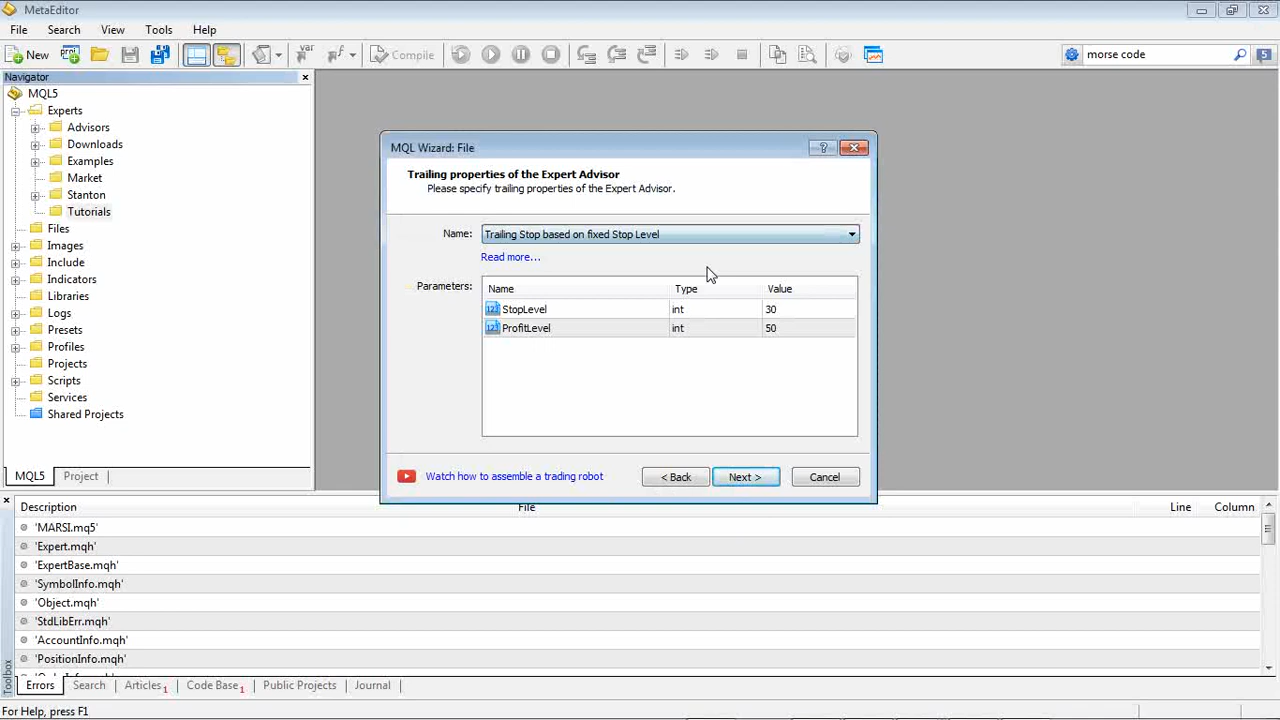 MetaEditor
File Search View Tools Help
New Compile morse code 5
Navigator
MQL5
Experts
Advisors
Downloads
Examples
Market
Stanton
Tutorials
Files
Images
Include
Indicators
Libraries
Logs
Presets
Profiles
Projects
Scripts
Services
Shared Projects
MQL5 Project
MQL Wizard: File
Trailing properties of the Expert Advisor
Please specify trailing properties of the Expert Advisor.
Name: Trailing Stop based on fixed Stop Level
Read more...
Parameters: Name Type Value
123 StopLevel int 30
123 ProfitLevel int 50
Watch how to assemble a trading robot < Back Next > Cancel
Description File Line Column
'MARSI.mq5'
'Expert.mqh'
'ExpertBase.mqh'
'SymbolInfo.mqh'
'Object.mqh'
'StdLibErr.mqh'
'AccountInfo.mqh'
'PositionInfo.mqh'
Toolbox
Errors Search Articles 1 Code Base 1 Public Projects Journal
For Help, press F1